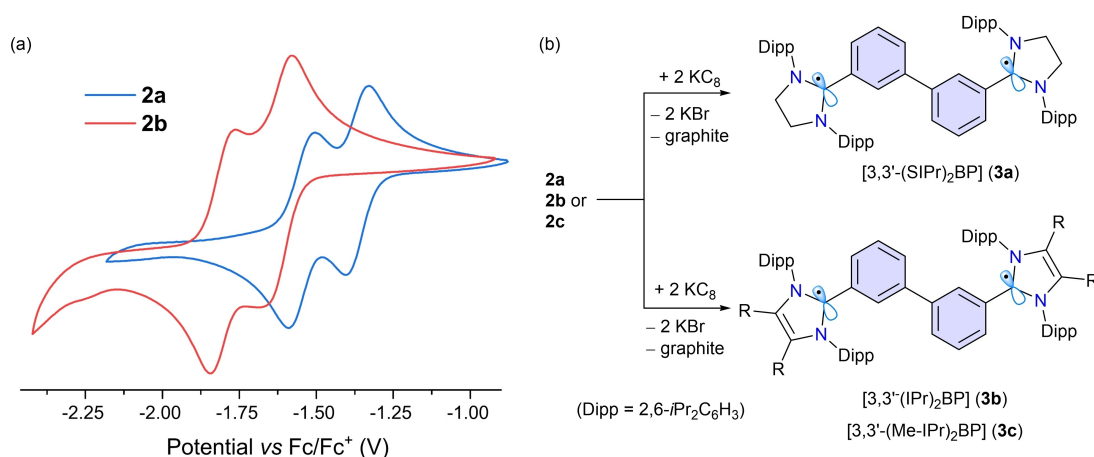 (a)
2a
2b
-2.25
-2.00
-1.75
-1.50
-1.25
-1.00
Potential vs Fc/Fc⁺ (V)
(b)
2a
2b or
2c
+ 2 KC₈
– 2 KBr
– graphite
Dipp
N
N
Dipp
Dipp
N
N
Dipp
[3,3'-(SIPr)₂BP] (3a)
+ 2 KC₈
– 2 KBr
– graphite
Dipp
N
N
Dipp
R
R
Dipp
N
N
Dipp
R
R
(Dipp = 2,6-iPr₂C₆H₃)
[3,3'-(IPr)₂BP] (3b)
[3,3'-(Me-IPr)₂BP] (3c)